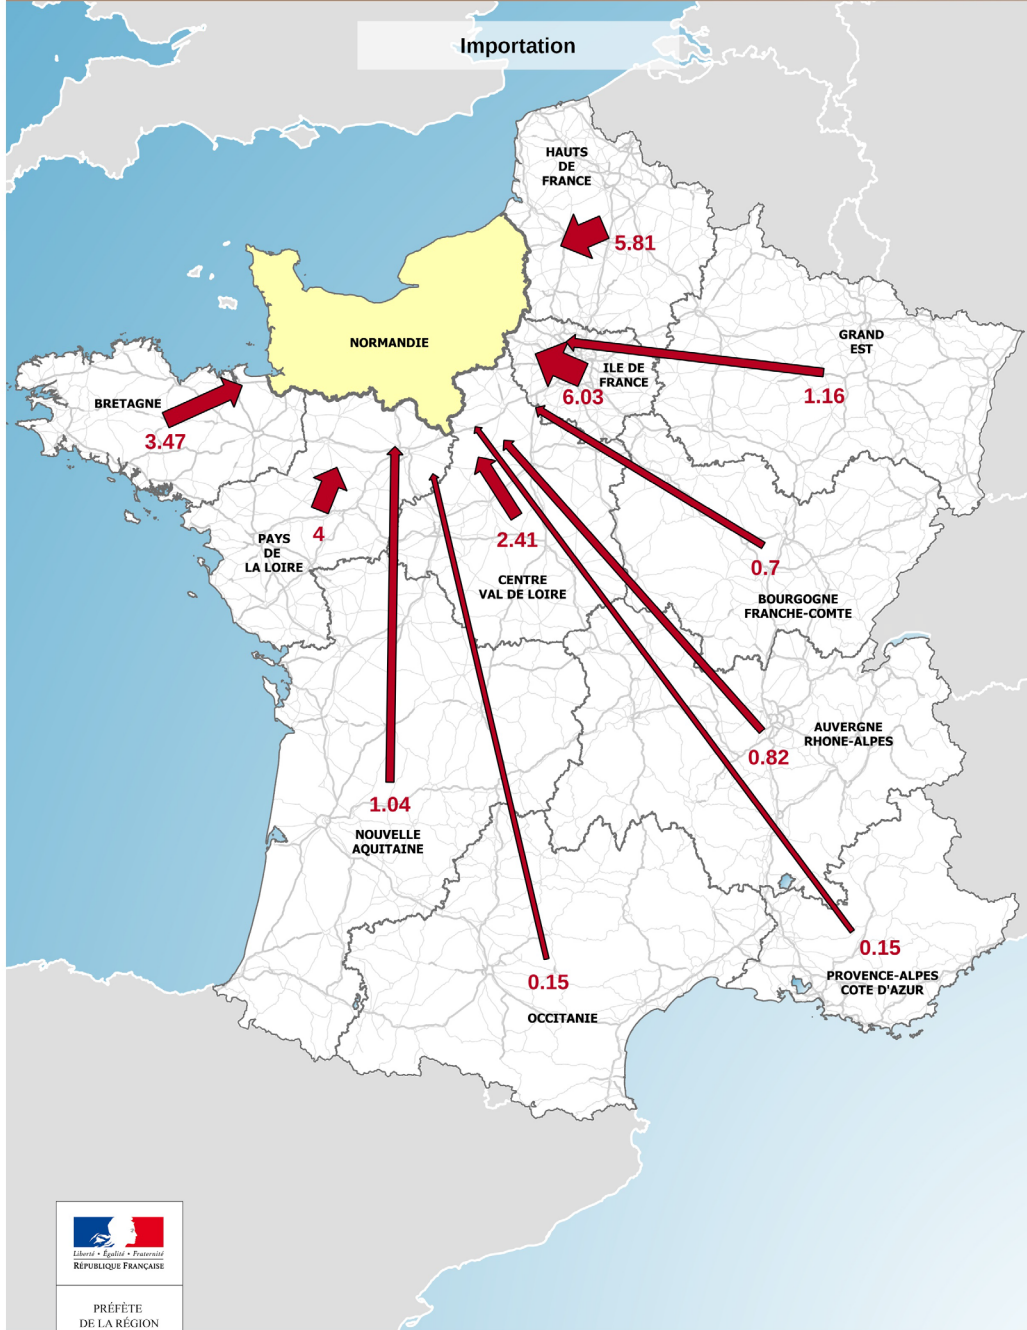 Importation
HAUTS
DE
FRANCE
5.81
NORMANDIE
GRAND
EST
ILE DE
FRANCE
1.16
6.03
BRETAGNE
3.47
4
PAYS
DE
LA LOIRE
2.41
CENTRE
VAL DE LOIRE
0.7
BOURGOGNE
FRANCHE-COMTE
AUVERGNE
RHONE-ALPES
0.82
1.04
NOUVELLE
AQUITAINE
0.15
PROVENCE-ALPES
COTE D'AZUR
0.15
OCCITANIE
Liberté • Égalité • Fraternité
RÉPUBLIQUE FRANÇAISE
PRÉFÈTE
DE LA RÉGION